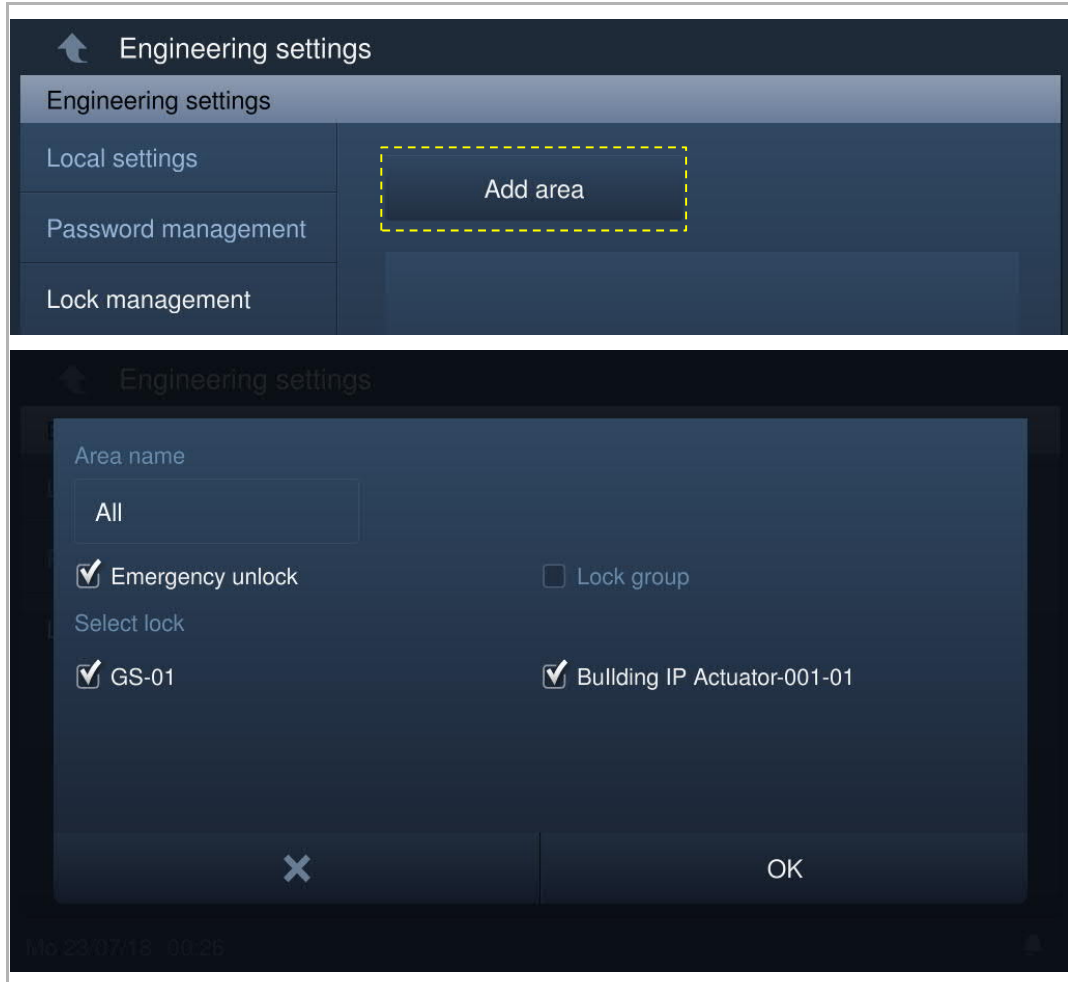 Engineering settings
Engineering settings
Local settings
Add area
Password management
Lock management
Engineering settings
Area name
All
Emergency unlock
Lock group
Select lock
GS-01
Bullding IP Actuator-001-01
OK
Mo 23/07/18 00:26